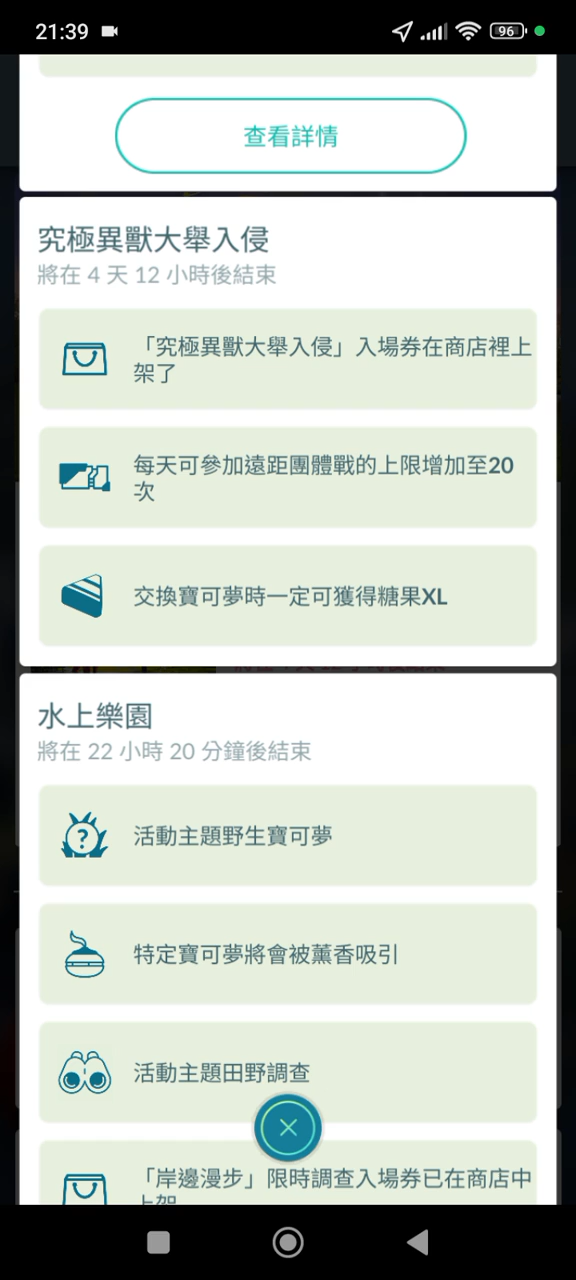 21:39
96
查看詳情
究極異獸大舉入侵
將在 4 天 12 小時後結束
「究極異獸大舉入侵」入場券在商店裡上
架了
每天可參加遠距團體戰的上限增加至20
次
交換寶可夢時一定可獲得糖果XL
水上樂園
將在 22 小時 20 分鐘後結束
?
活動主題野生寶可夢
特定寶可夢將會被薰香吸引
活動主題田野調查
「岸邊漫步」限時調查入場券已在商店中
上架